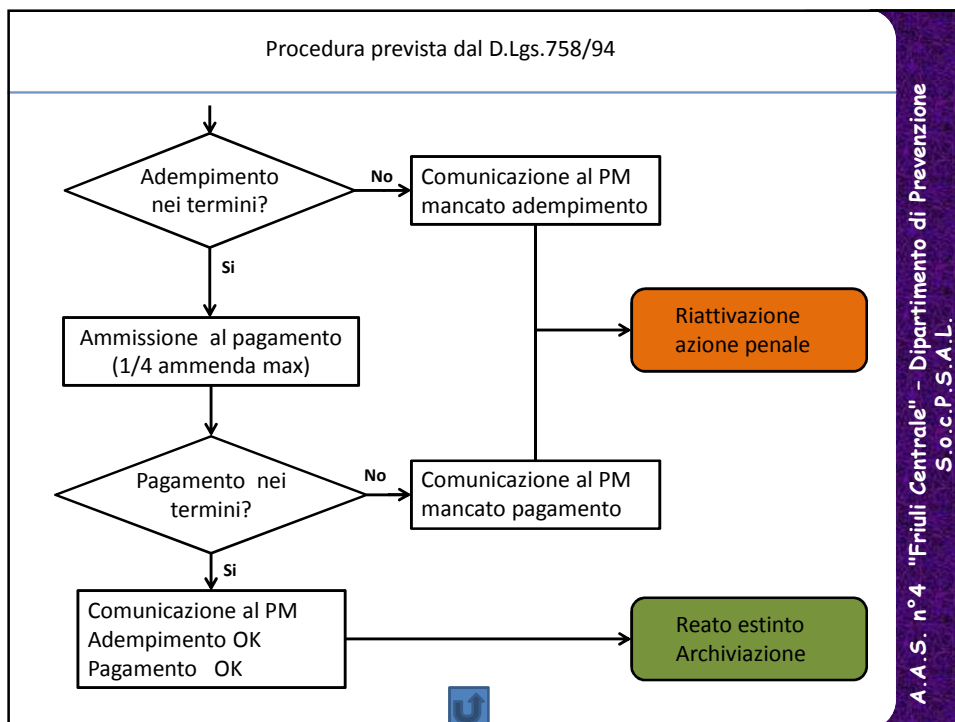 Procedura prevista dal D.Lgs.758/94
Adempimento
nei termini?
No
Comunicazione al PM
mancato adempimento
Si
Ammissione al pagamento
(1/4 ammenda max)
Riattivazione
azione penale
Pagamento nei
termini?
No
Comunicazione al PM
mancato pagamento
Si
Comunicazione al PM
Adempimento OK
Pagamento OK
Reato estinto
Archiviazione
A.A.S. n°4 "Friuli Centrale" - Dipartimento di Prevenzione
S.o.c.P.S.A.L.